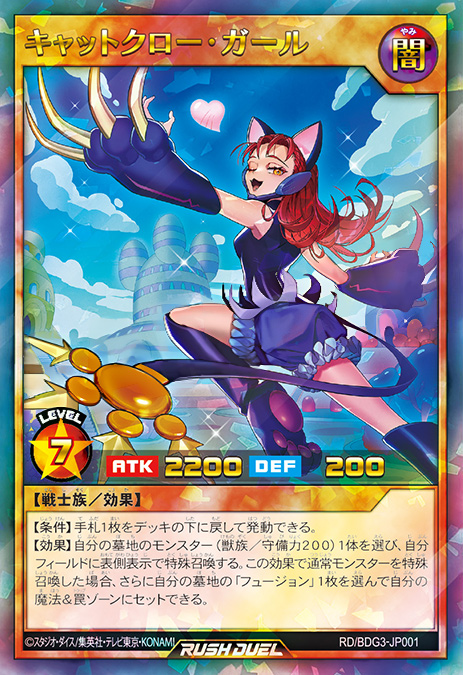 キャットクロー・ガール
やみ
闇
LEVEL
7
ATK 2200 DEF 200
【戦士族／効果】
【条件】手札1枚をデッキの下に戻して発動できる。
【効果】自分の墓地のモンスター（獣族／守備力200）1体を選び、自分
フィールドに表側表示で特殊召喚する。この効果で通常モンスターを特殊
召喚した場合、さらに自分の墓地の「フュージョン」1枚を選んで自分の
魔法&罠ゾーンにセットできる。
©スタジオ・ダイス/集英社・テレビ東京・KONAMI RUSH DUEL RD/BDG3-JP001